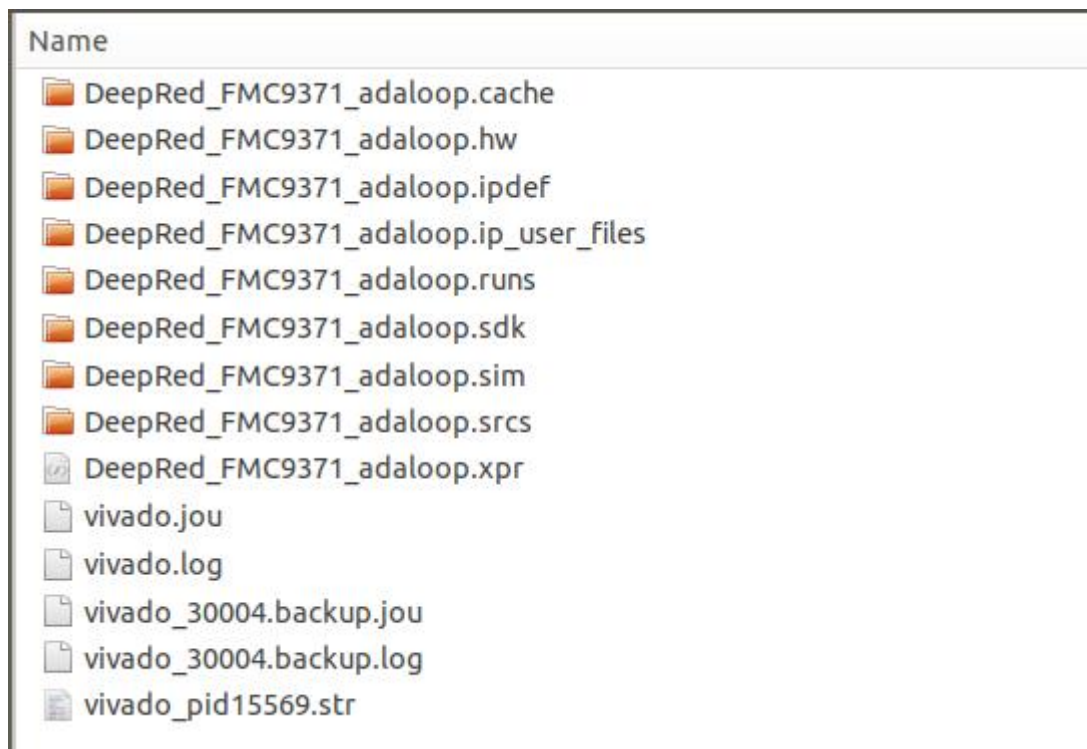 Name
DeepRed_FMC9371_adaloop.cache
DeepRed_FMC9371_adaloop.hw
DeepRed_FMC9371_adaloop.ipdef
DeepRed_FMC9371_adaloop.ip_user_files
DeepRed_FMC9371_adaloop.runs
DeepRed_FMC9371_adaloop.sdk
DeepRed_FMC9371_adaloop.sim
DeepRed_FMC9371_adaloop.srcs
DeepRed_FMC9371_adaloop.xpr
vivado.jou
vivado.log
vivado_30004.backup.jou
vivado_30004.backup.log
vivado_pid15569.str